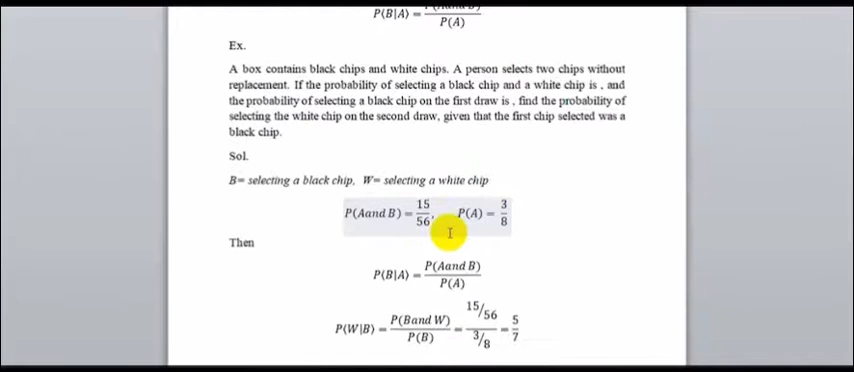 P(B|A) = P(Aand B) / P(A)
Ex.
A box contains black chips and white chips. A person selects two chips without
replacement. If the probability of selecting a black chip and a white chip is , and
the probability of selecting a black chip on the first draw is , find the probability of
selecting the white chip on the second draw, given that the first chip selected was a
black chip.
Sol.
B= selecting a black chip, W= selecting a white chip
P(Aand B) = 15/56, P(A) = 3/8
Then
P(B|A) = P(Aand B) / P(A)
P(W|B) = P(Band W) / P(B) = 15/56 / 3/8 = 5/7